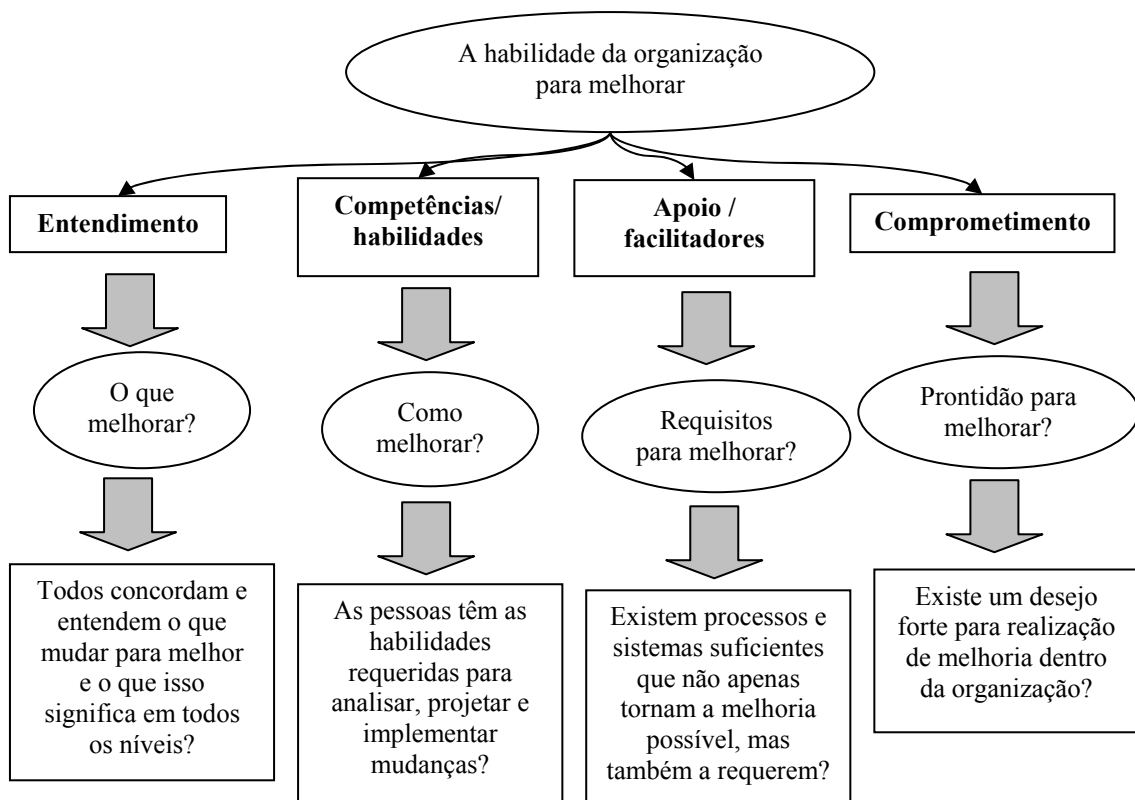 A habilidade da organização
para melhorar
Entendimento
Competências/
habilidades
Apoio /
facilitadores
Comprometimento
O que
melhorar?
Como
melhorar?
Requisitos
para melhorar?
Prontidão para
melhorar?
Todos concordam e
entendem o que
mudar para melhor
e o que isso
significa em todos
os níveis?
As pessoas têm as
habilidades
requeridas para
analisar, projetar e
implementar
mudanças?
Existem processos e
sistemas suficientes
que não apenas
tornam a melhoria
possível, mas
também a requerem?
Existe um desejo
forte para realização
de melhoria dentro
da organização?